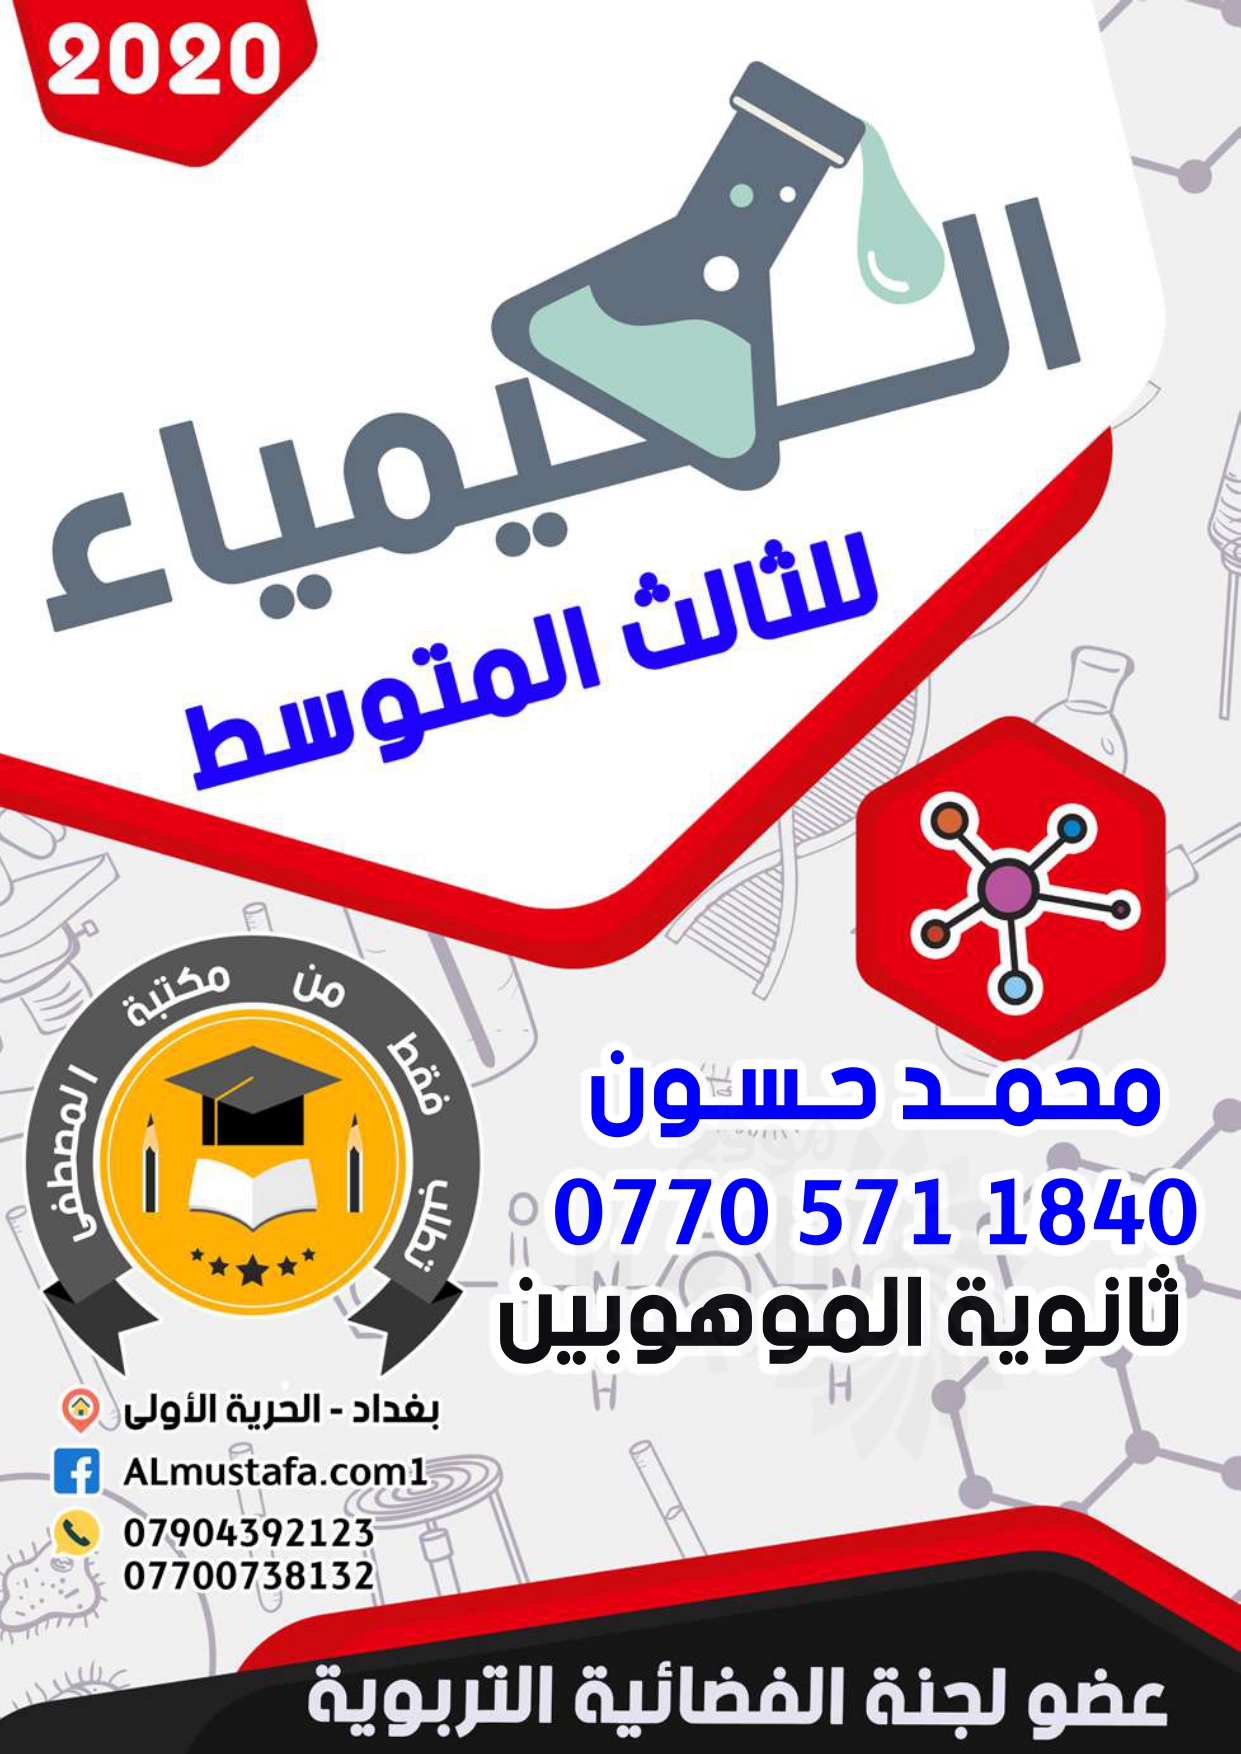 2020
الكيمياء
للثالث المتوسط
محمد حسون
0770 571 1840
ثانوية الموهوبين
تطلب فقط من مكتبة المصطفى
بغداد - الحرية الأولى
ALmustafa.com1
07904392123
07700738132
H
H
N
N
عضو لجنة الفضائية التربوية